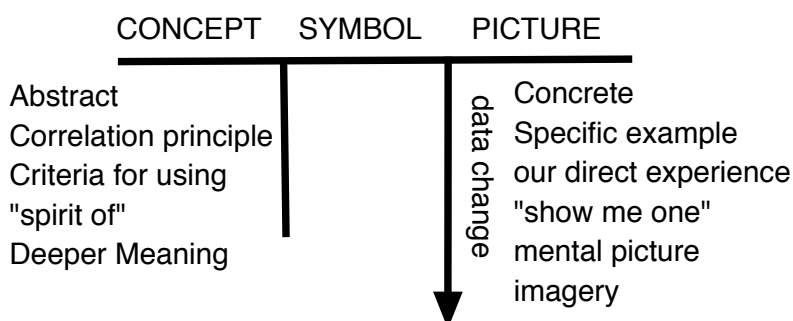 CONCEPT SYMBOL PICTURE
Abstract
Correlation principle
Criteria for using
"spirit of"
Deeper Meaning
data change
Concrete
Specific example
our direct experience
"show me one"
mental picture
imagery